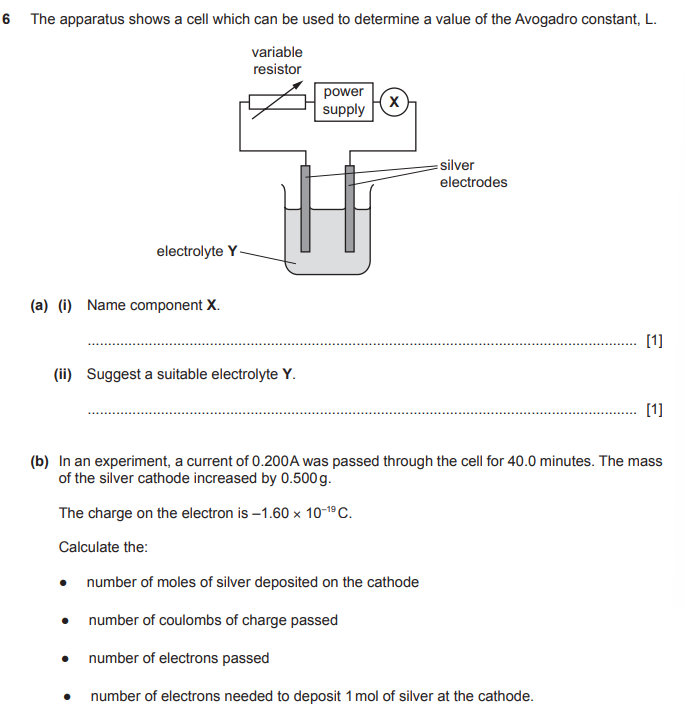 6 The apparatus shows a cell which can be used to determine a value of the Avogadro constant, L.
variable
resistor
power
supply
X
silver
electrodes
electrolyte Y
(a) (i) Name component X.
.......................................................................................................................................... [1]
(ii) Suggest a suitable electrolyte Y.
.......................................................................................................................................... [1]
(b) In an experiment, a current of 0.200A was passed through the cell for 40.0 minutes. The mass
of the silver cathode increased by 0.500g.
The charge on the electron is –1.60 × 10⁻¹⁹C.
Calculate the:
● number of moles of silver deposited on the cathode
● number of coulombs of charge passed
● number of electrons passed
● number of electrons needed to deposit 1mol of silver at the cathode.